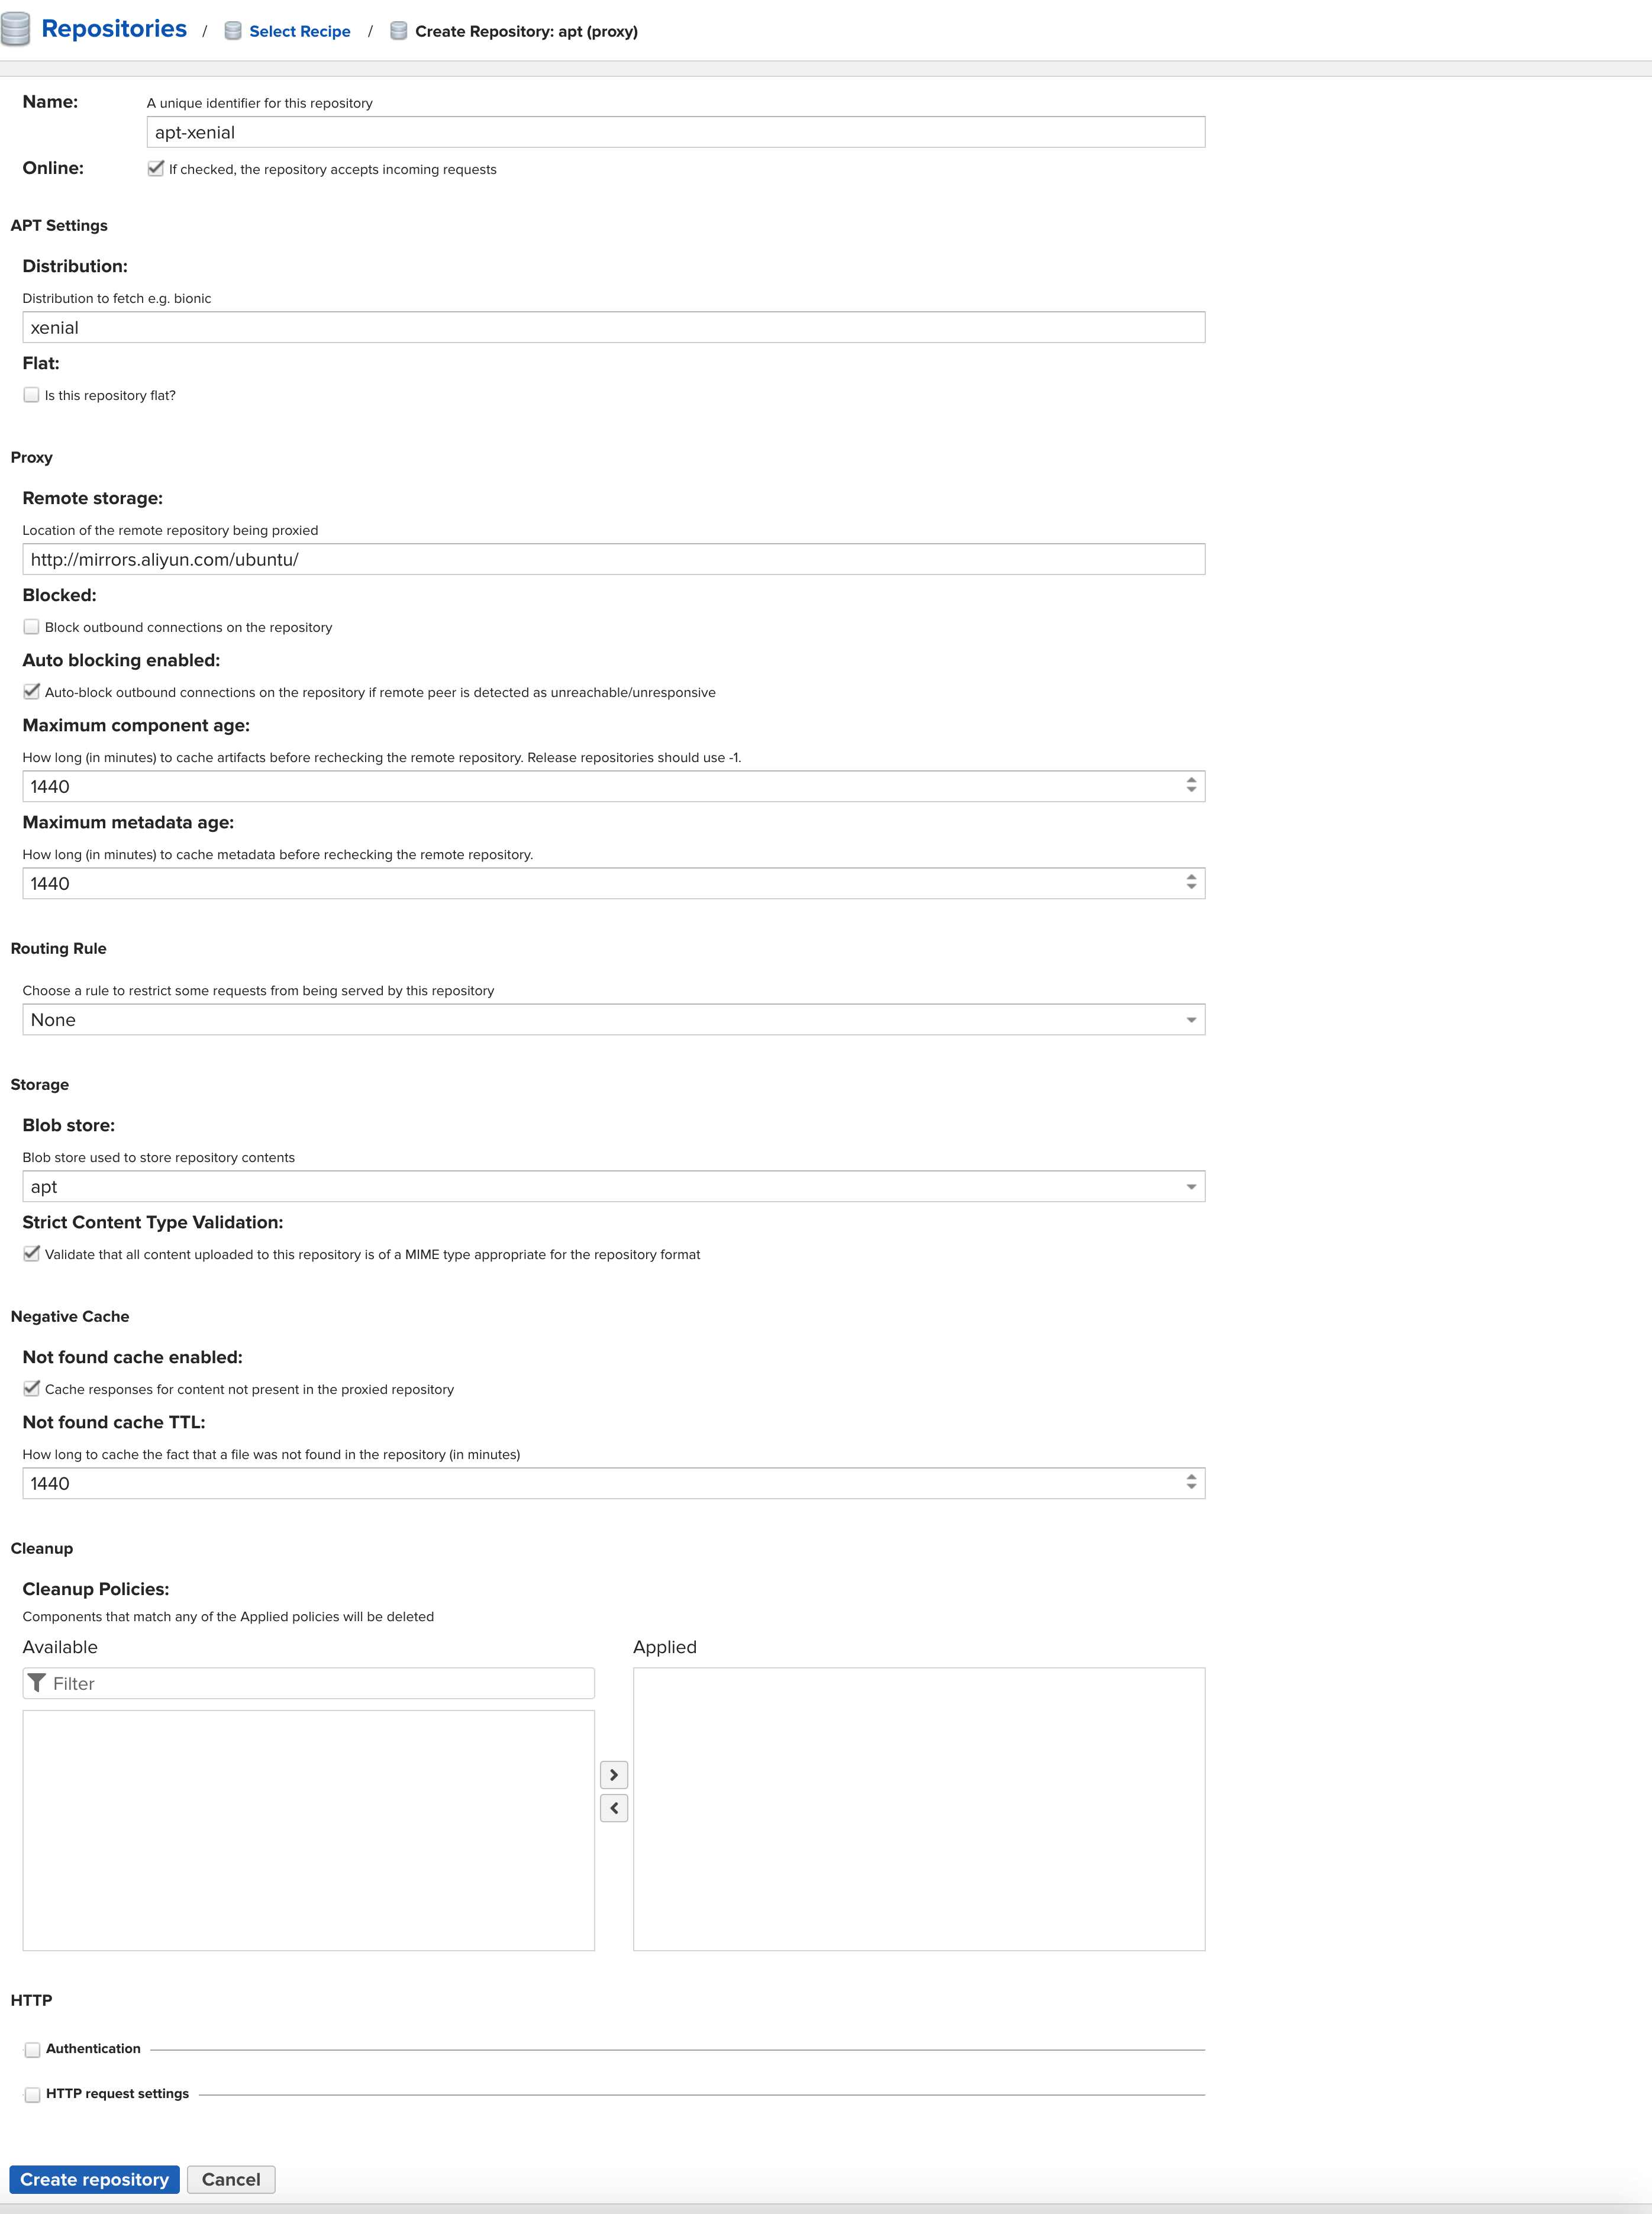 Repositories / Select Recipe / Create Repository: apt (proxy)
Name: A unique identifier for this repository
apt-xenial
Online: If checked, the repository accepts incoming requests
APT Settings
Distribution:
Distribution to fetch e.g. bionic
xenial
Flat:
Is this repository flat?
Proxy
Remote storage:
Location of the remote repository being proxied
http://mirrors.aliyun.com/ubuntu/
Blocked:
Block outbound connections on the repository
Auto blocking enabled:
Auto-block outbound connections on the repository if remote peer is detected as unreachable/unresponsive
Maximum component age:
How long (in minutes) to cache artifacts before rechecking the remote repository. Release repositories should use -1.
1440
Maximum metadata age:
How long (in minutes) to cache metadata before rechecking the remote repository.
1440
Routing Rule
Choose a rule to restrict some requests from being served by this repository
None
Storage
Blob store:
Blob store used to store repository contents
apt
Strict Content Type Validation:
Validate that all content uploaded to this repository is of a MIME type appropriate for the repository format
Negative Cache
Not found cache enabled:
Cache responses for content not present in the proxied repository
Not found cache TTL:
How long to cache the fact that a file was not found in the repository (in minutes)
1440
Cleanup
Cleanup Policies:
Components that match any of the Applied policies will be deleted
Available Applied
Filter
HTTP
Authentication
HTTP request settings
Create repository Cancel